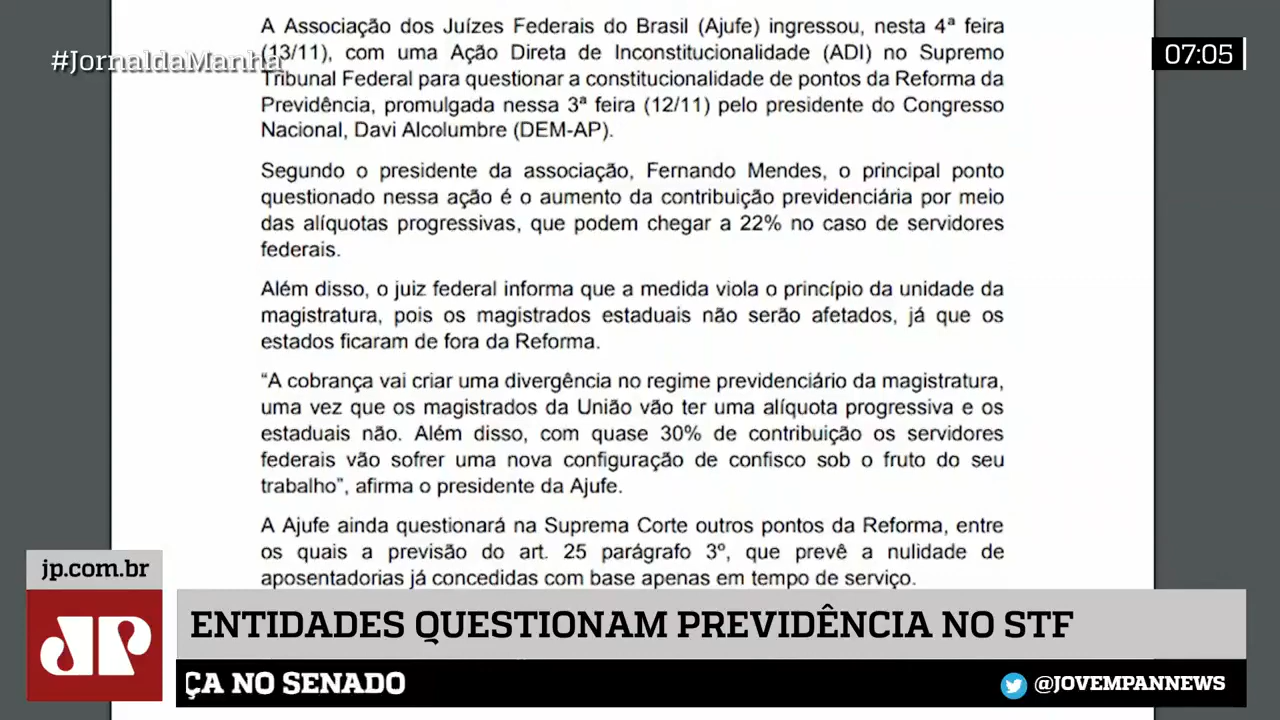 A Associação dos Juízes Federais do Brasil (Ajufe) ingressou, nesta 4ª feira
#JornaldaManhã
(13/11), com uma Ação Direta de Inconstitucionalidade (ADI) no Supremo
07:05
Tribunal Federal para questionar a constitucionalidade de pontos da Reforma da
Previdência, promulgada nessa 3ª feira (12/11) pelo presidente do Congresso
Nacional, Davi Alcolumbre (DEM-AP).
Segundo o presidente da associação, Fernando Mendes, o principal ponto
questionado nessa ação é o aumento da contribuição previdenciária por meio
das alíquotas progressivas, que podem chegar a 22% no caso de servidores
federais.
Além disso, o juiz federal informa que a medida viola o princípio da unidade da
magistratura, pois os magistrados estaduais não serão afetados, já que os
estados ficaram de fora da Reforma.
“A cobrança vai criar uma divergência no regime previdenciário da magistratura,
uma vez que os magistrados da União vão ter uma alíquota progressiva e os
estaduais não. Além disso, com quase 30% de contribuição os servidores
federais vão sofrer uma nova configuração de confisco sob o fruto do seu
trabalho”, afirma o presidente da Ajufe.
A Ajufe ainda questionará na Suprema Corte outros pontos da Reforma, entre
os quais a previsão do art. 25 parágrafo 3º, que prevê a nulidade de
aposentadorias já concedidas com base apenas em tempo de serviço.
jp.com.br
JP
ENTIDADES QUESTIONAM PREVIDÊNCIA NO STF
ÇA NO SENADO
@JOVEMPANNEWS